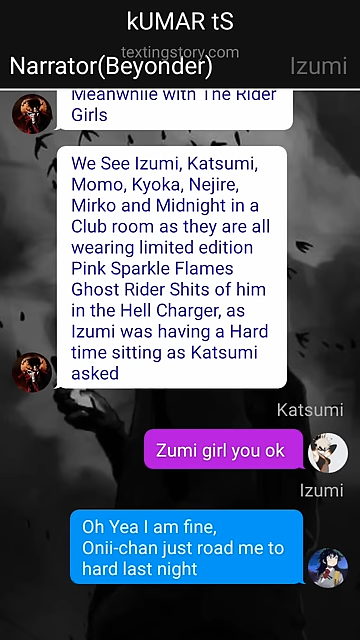 kUMAR tS
textingstory.com
Narrator(Beyonder) Izumi
Meanwhile with The Rider
Girls
We See Izumi, Katsumi,
Momo, Kyoka, Nejire,
Mirko and Midnight in a
Club room as they are all
wearing limited edition
Pink Sparkle Flames
Ghost Rider Shits of him
in the Hell Charger, as
Izumi was having a Hard
time sitting as Katsumi
asked
Katsumi
Zumi girl you ok
Izumi
Oh Yea I am fine,
Onii-chan just road me to
hard last night